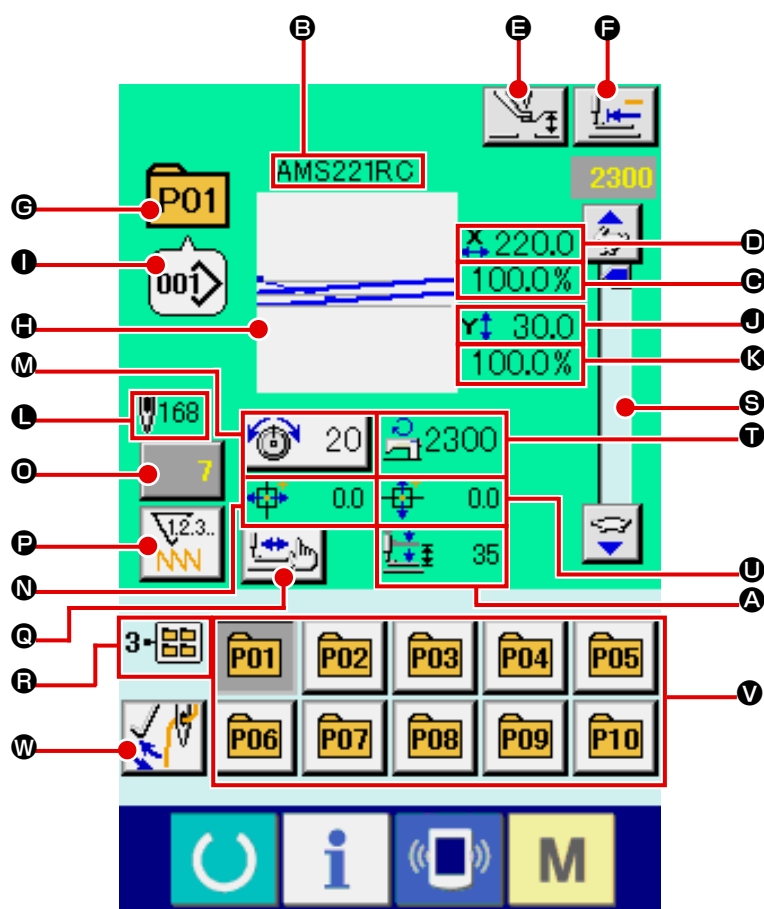 B
E
F
AMS221RC
2300
G
P01
X 220.0
D
I
001
100.0%
C
H
Y 30.0
J
M
100.0%
K
L
168
S
20
2300
T
O
7
0.0
0.0
P
1.2.3..
N
35
U
Q
A
3
R
P01 P02 P03 P04 P05
V
P06 P07 P08 P09 P10
W
i
M